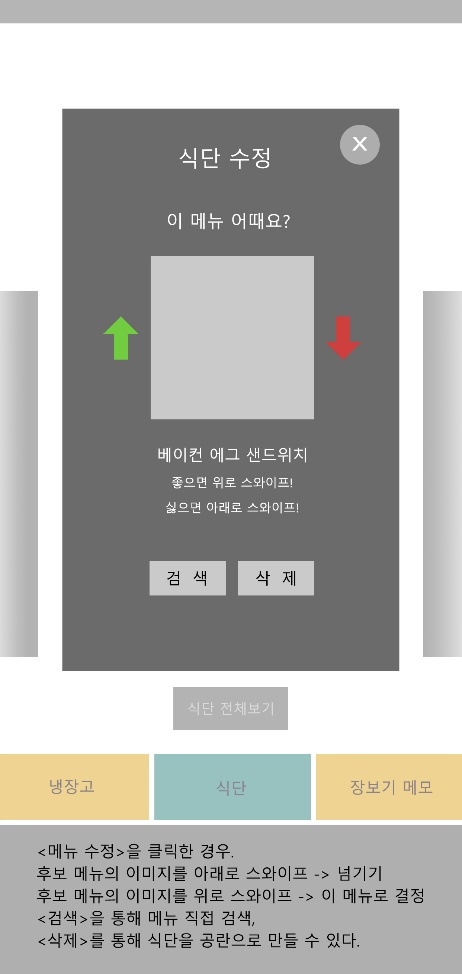 X
식단 수정
이 메뉴 어때요?
베이컨 에그 샌드위치
좋으면 위로 스와이프!
싫으면 아래로 스와이프!
검 색
삭 제
식단 전체보기
냉장고
식단
장보기 메모
<메뉴 수정>을 클릭한 경우.
후보 메뉴의 이미지를 아래로 스와이프 -> 넘기기
후보 메뉴의 이미지를 위로 스와이프 -> 이 메뉴로 결정
<검색>을 통해 메뉴 직접 검색,
<삭제>를 통해 식단을 공란으로 만들 수 있다.